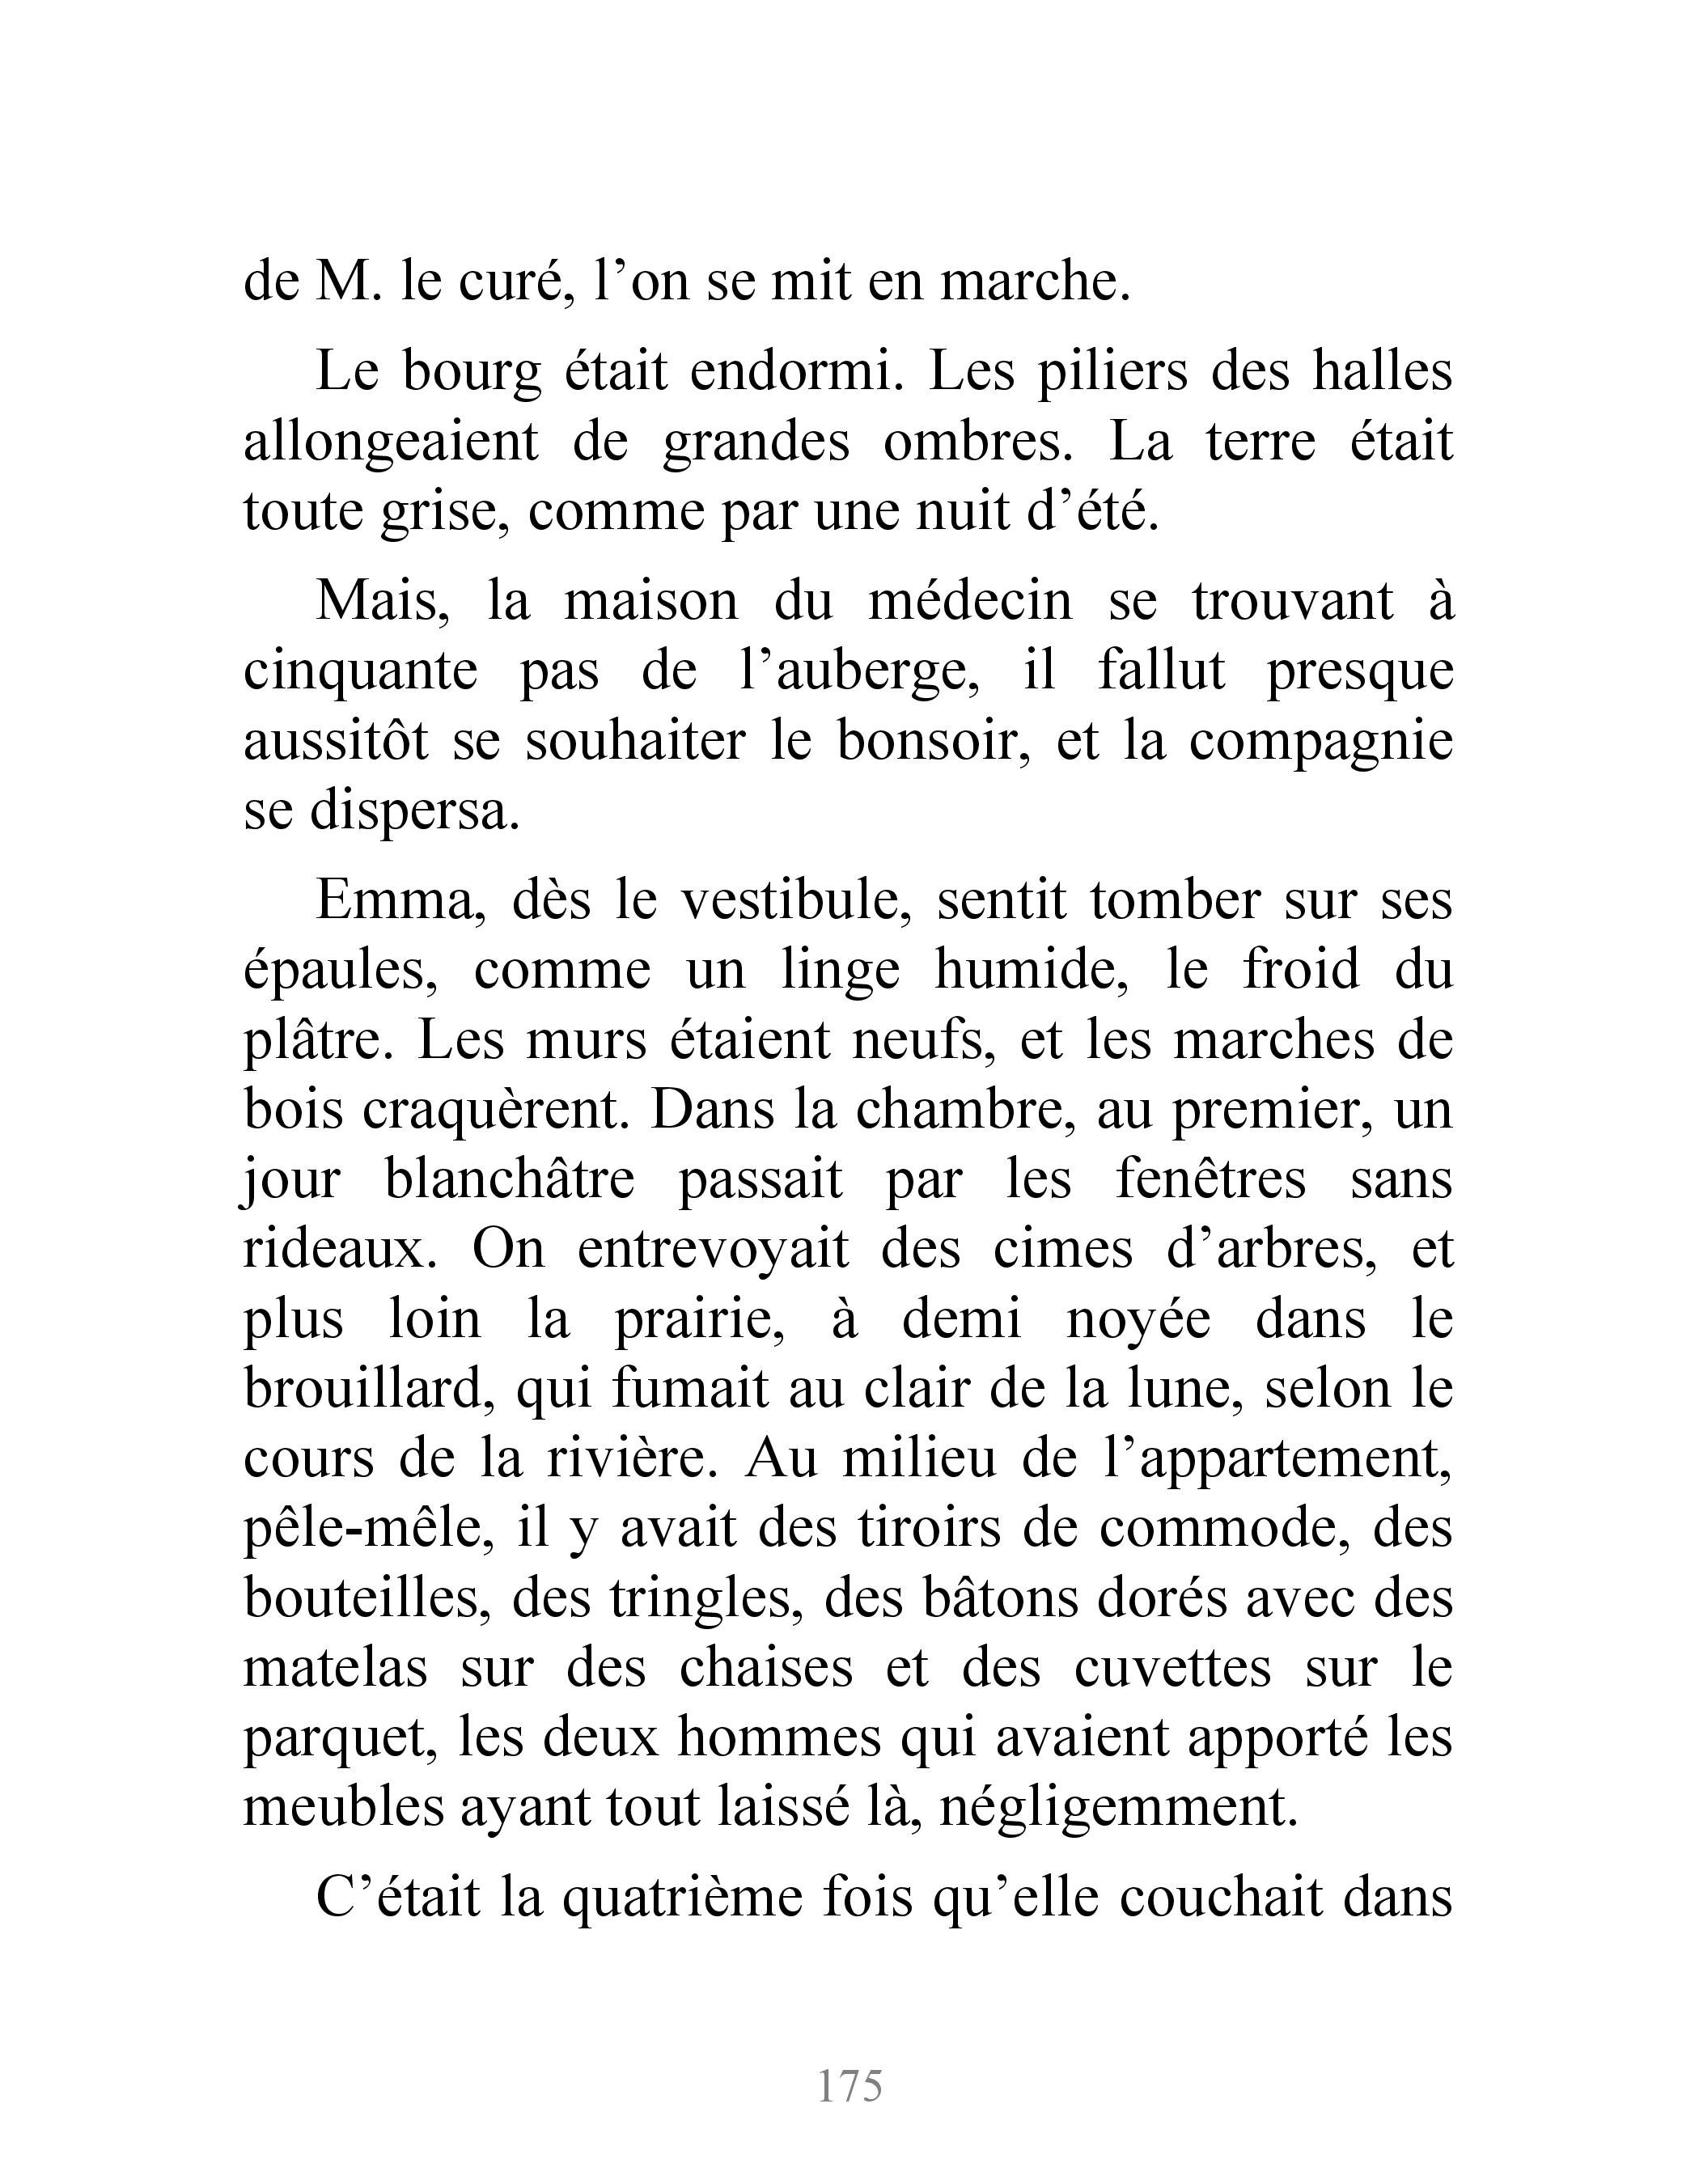 de M. le curé, l’on se mit en marche.
Le bourg était endormi. Les piliers des halles
allongeaient de grandes ombres. La terre était
toute grise, comme par une nuit d’été.
Mais, la maison du médecin se trouvant à
cinquante pas de l’auberge, il fallut presque
aussitôt se souhaiter le bonsoir, et la compagnie
se dispersa.
Emma, dès le vestibule, sentit tomber sur ses
épaules, comme un linge humide, le froid du
plâtre. Les murs étaient neufs, et les marches de
bois craquèrent. Dans la chambre, au premier, un
jour blanchâtre passait par les fenêtres sans
rideaux. On entrevoyait des cimes d’arbres, et
plus loin la prairie, à demi noyée dans le
brouillard, qui fumait au clair de la lune, selon le
cours de la rivière. Au milieu de l’appartement,
pêle-mêle, il y avait des tiroirs de commode, des
bouteilles, des tringles, des bâtons dorés avec des
matelas sur des chaises et des cuvettes sur le
parquet, les deux hommes qui avaient apporté les
meubles ayant tout laissé là, négligemment.
C’était la quatrième fois qu’elle couchait dans
175